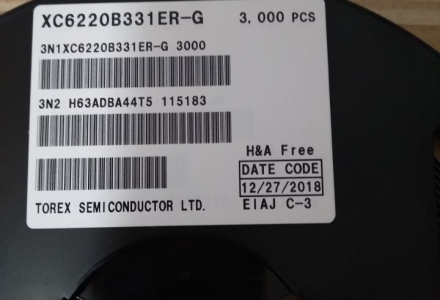 XC6220B331ER-G 3,000 PCS
3N1XC6220B331ER-G 3000
3N2 H63ADBA44T5 115183
H&A Free
DATE CODE
12/27/2018
TOREX SEMICONDUCTOR LTD. EIAJ C-3